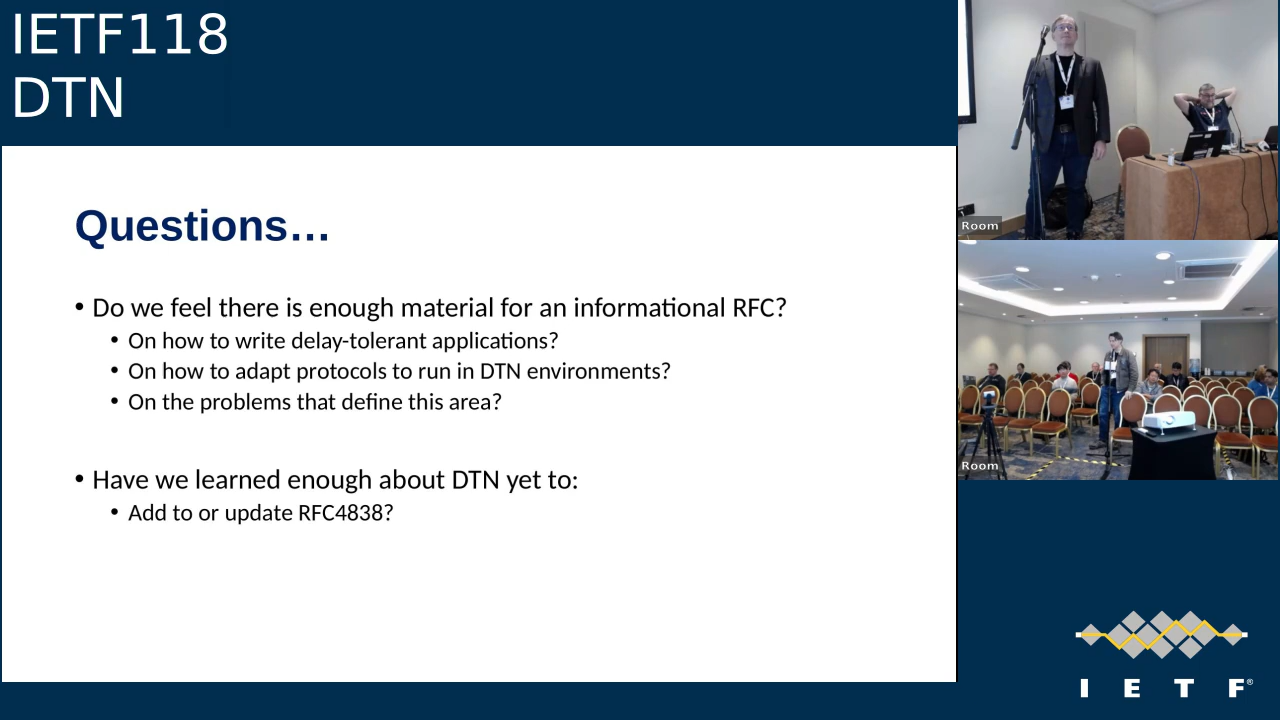 IETF118
DTN
Questions...
• Do we feel there is enough material for an informational RFC?
• On how to write delay-tolerant applications?
• On how to adapt protocols to run in DTN environments?
• On the problems that define this area?
• Have we learned enough about DTN yet to:
• Add to or update RFC4838?
Room
Room
I E T F®